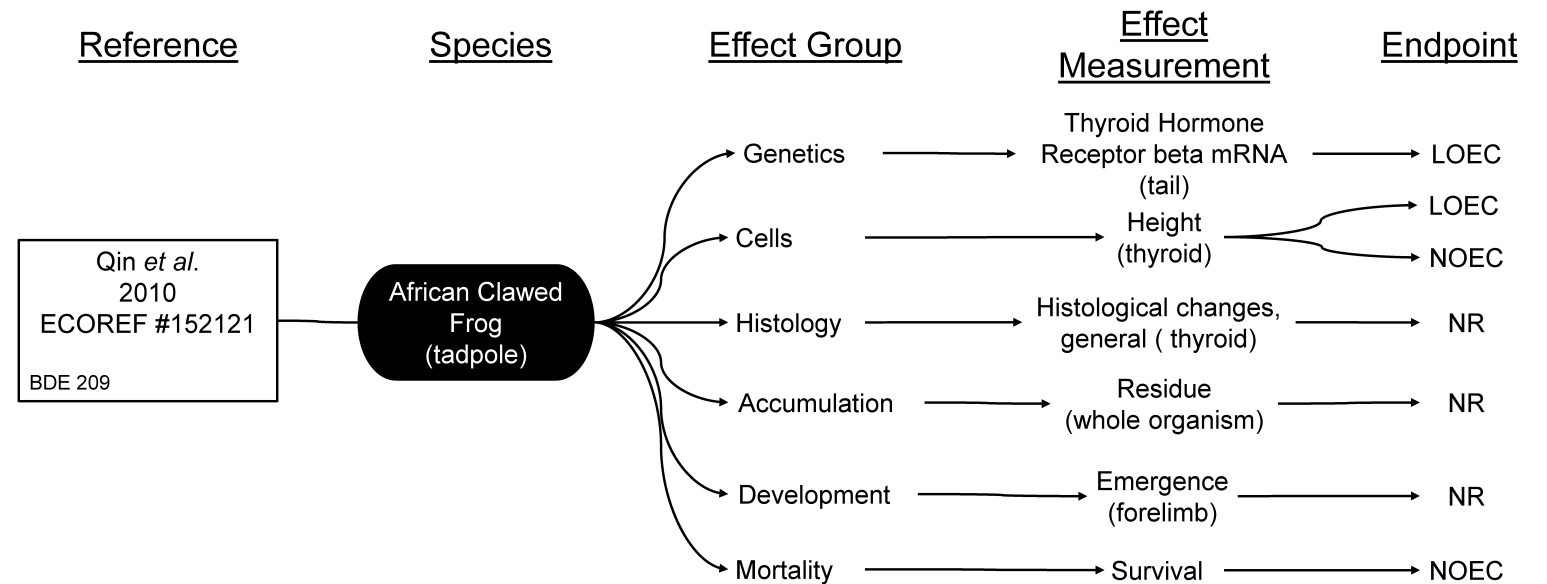 Reference
Species
Effect Group
Effect
Measurement
Endpoint
Qin et al.
2010
ECOREF #152121
BDE 209
African Clawed
Frog
(tadpole)
Genetics
Thyroid Hormone
Receptor beta mRNA
(tail)
LOEC
Cells
Height
(thyroid)
LOEC
NOEC
Histology
Histological changes,
general ( thyroid)
NR
Accumulation
Residue
(whole organism)
NR
Development
Emergence
(forelimb)
NR
Mortality
Survival
NOEC